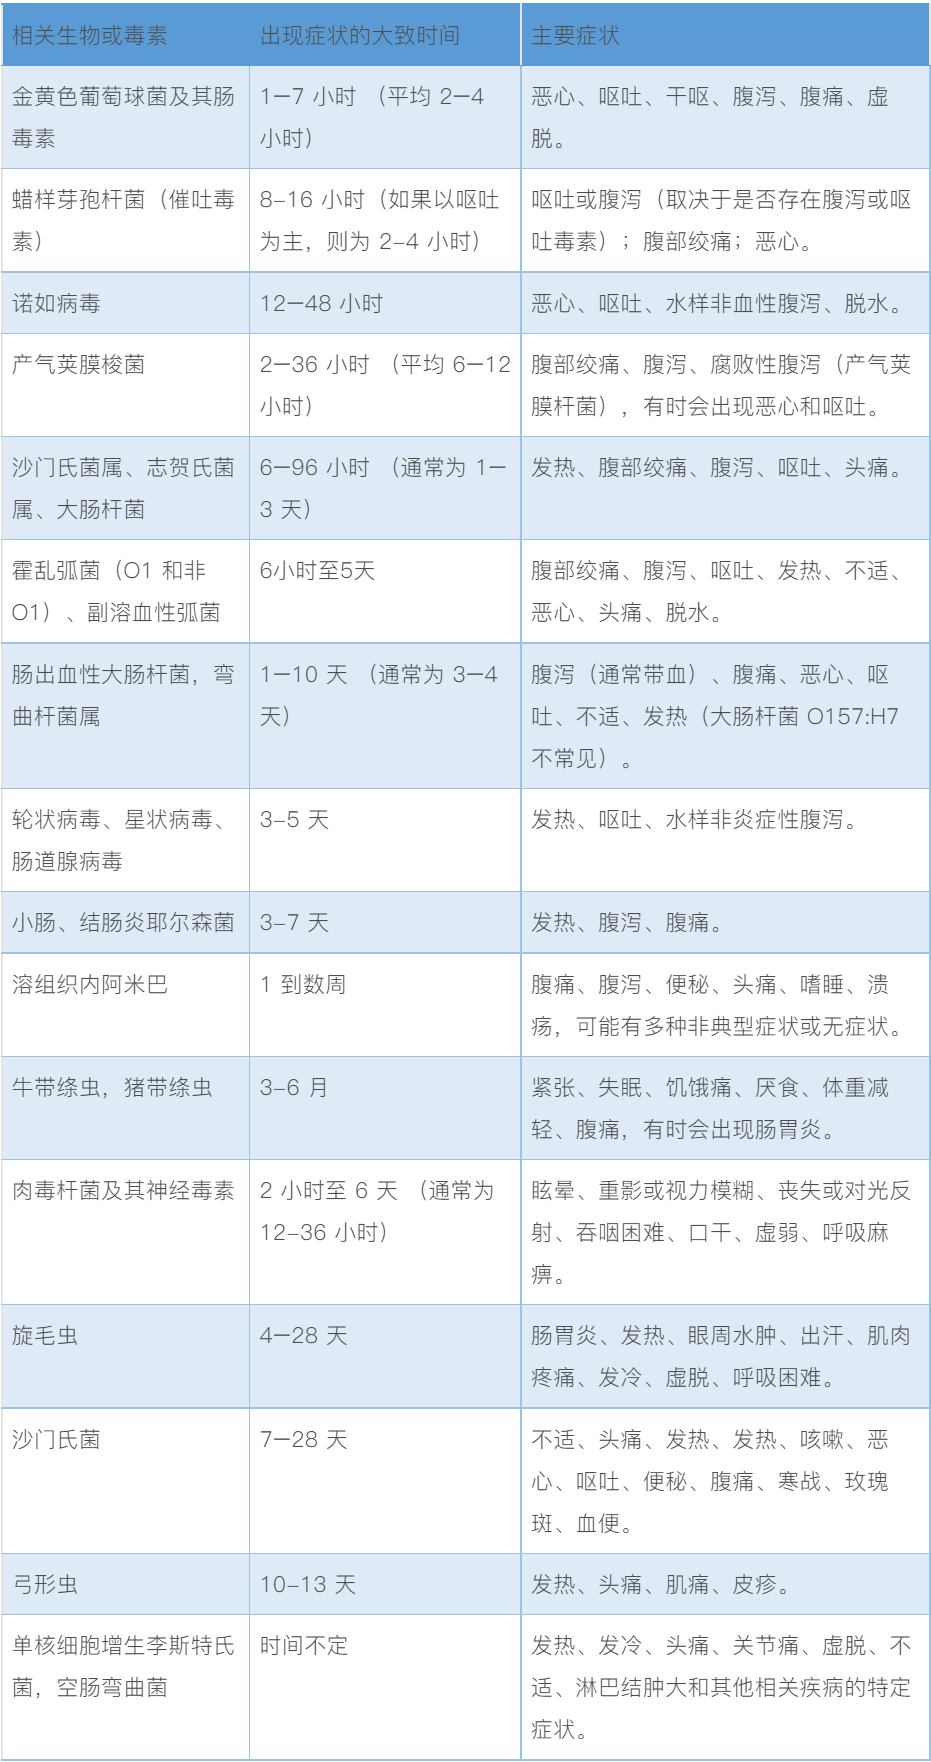 相关生物或毒素
出现症状的大致时间
主要症状
金黄色葡萄球菌及其肠
毒素
1—7 小时 （平均 2—4
小时）
恶心、呕吐、干呕、腹泻、腹痛、虚
脱。
蜡样芽孢杆菌（催吐毒
素）
8–16 小时（如果以呕吐
为主，则为 2–4 小时）
呕吐或腹泻（取决于是否存在腹泻或呕
吐毒素）；腹部绞痛；恶心。
诺如病毒
12—48 小时
恶心、呕吐、水样非血性腹泻、脱水。
产气荚膜梭菌
2—36 小时 （平均 6—12
小时）
腹部绞痛、腹泻、腐败性腹泻（产气荚
膜杆菌），有时会出现恶心和呕吐。
沙门氏菌属、志贺氏菌
属、大肠杆菌
6—96 小时 （通常为 1—
3 天）
发热、腹部绞痛、腹泻、呕吐、头痛。
霍乱弧菌（O1 和非
O1）、副溶血性弧菌
6小时至5天
腹部绞痛、腹泻、呕吐、发热、不适、
恶心、头痛、脱水。
肠出血性大肠杆菌，弯
曲杆菌属
1—10 天 （通常为 3—4
天）
腹泻（通常带血）、腹痛、恶心、呕
吐、不适、发热（大肠杆菌 O157:H7
不常见）。
轮状病毒、星状病毒、
肠道腺病毒
3–5 天
发热、呕吐、水样非炎症性腹泻。
小肠、结肠炎耶尔森菌
3–7 天
发热、腹泻、腹痛。
溶组织内阿米巴
1 到数周
腹痛、腹泻、便秘、头痛、嗜睡、溃
疡，可能有多种非典型症状或无症状。
牛带绦虫，猪带绦虫
3–6 月
紧张、失眠、饥饿痛、厌食、体重减
轻、腹痛，有时会出现肠胃炎。
肉毒杆菌及其神经毒素
2 小时至 6 天 （通常为
12–36 小时）
眩晕、重影或视力模糊、丧失或对光反
射、吞咽困难、口干、虚弱、呼吸麻
痹。
旋毛虫
4—28 天
肠胃炎、发热、眼周水肿、出汗、肌肉
疼痛、发冷、虚脱、呼吸困难。
沙门氏菌
7—28 天
不适、头痛、发热、发热、咳嗽、恶
心、呕吐、便秘、腹痛、寒战、玫瑰
斑、血便。
弓形虫
10–13 天
发热、头痛、肌痛、皮疹。
单核细胞增生李斯特氏
菌，空肠弯曲菌
时间不定
发热、发冷、头痛、关节痛、虚脱、不
适、淋巴结肿大和其他相关疾病的特定
症状。